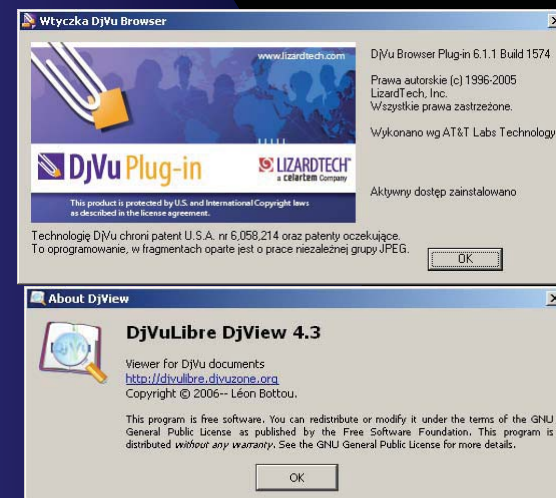 Wtyczka DjVu Browser
www.lizardtech.com
DjVu Plug-in
LIZARDTECH
a celartem Company
This product is protected by U.S. and International Copyright laws
as described in the license agreement.
DjVu Browser Plug-in 6.1.1 Build 1574
Prawa autorskie (c) 1996-2005
LizardTech, Inc.
Wszystkie prawa zastrzeżone.
Wykonano wg AT&T Labs Technology
Aktywny dostęp zainstalowano
Technologię DjVu chroni patent U.S.A. nr 6,058,214 oraz patenty oczekujące.
To oprogramowanie, w fragmentach oparte jest o prace niezależnej grupy JPEG.
OK
About DjView
DjVu
DjVuLibre DjView 4.3
Viewer for DjVu documents
http://djvulibre.djvuzone.org
Copyright © 2006-- Léon Bottou.
This program is free software. You can redistribute or modify it under the terms of the GNU
General Public License as published by the Free Software Foundation. This program is
distributed without any warranty. See the GNU General Public License for more details.
OK